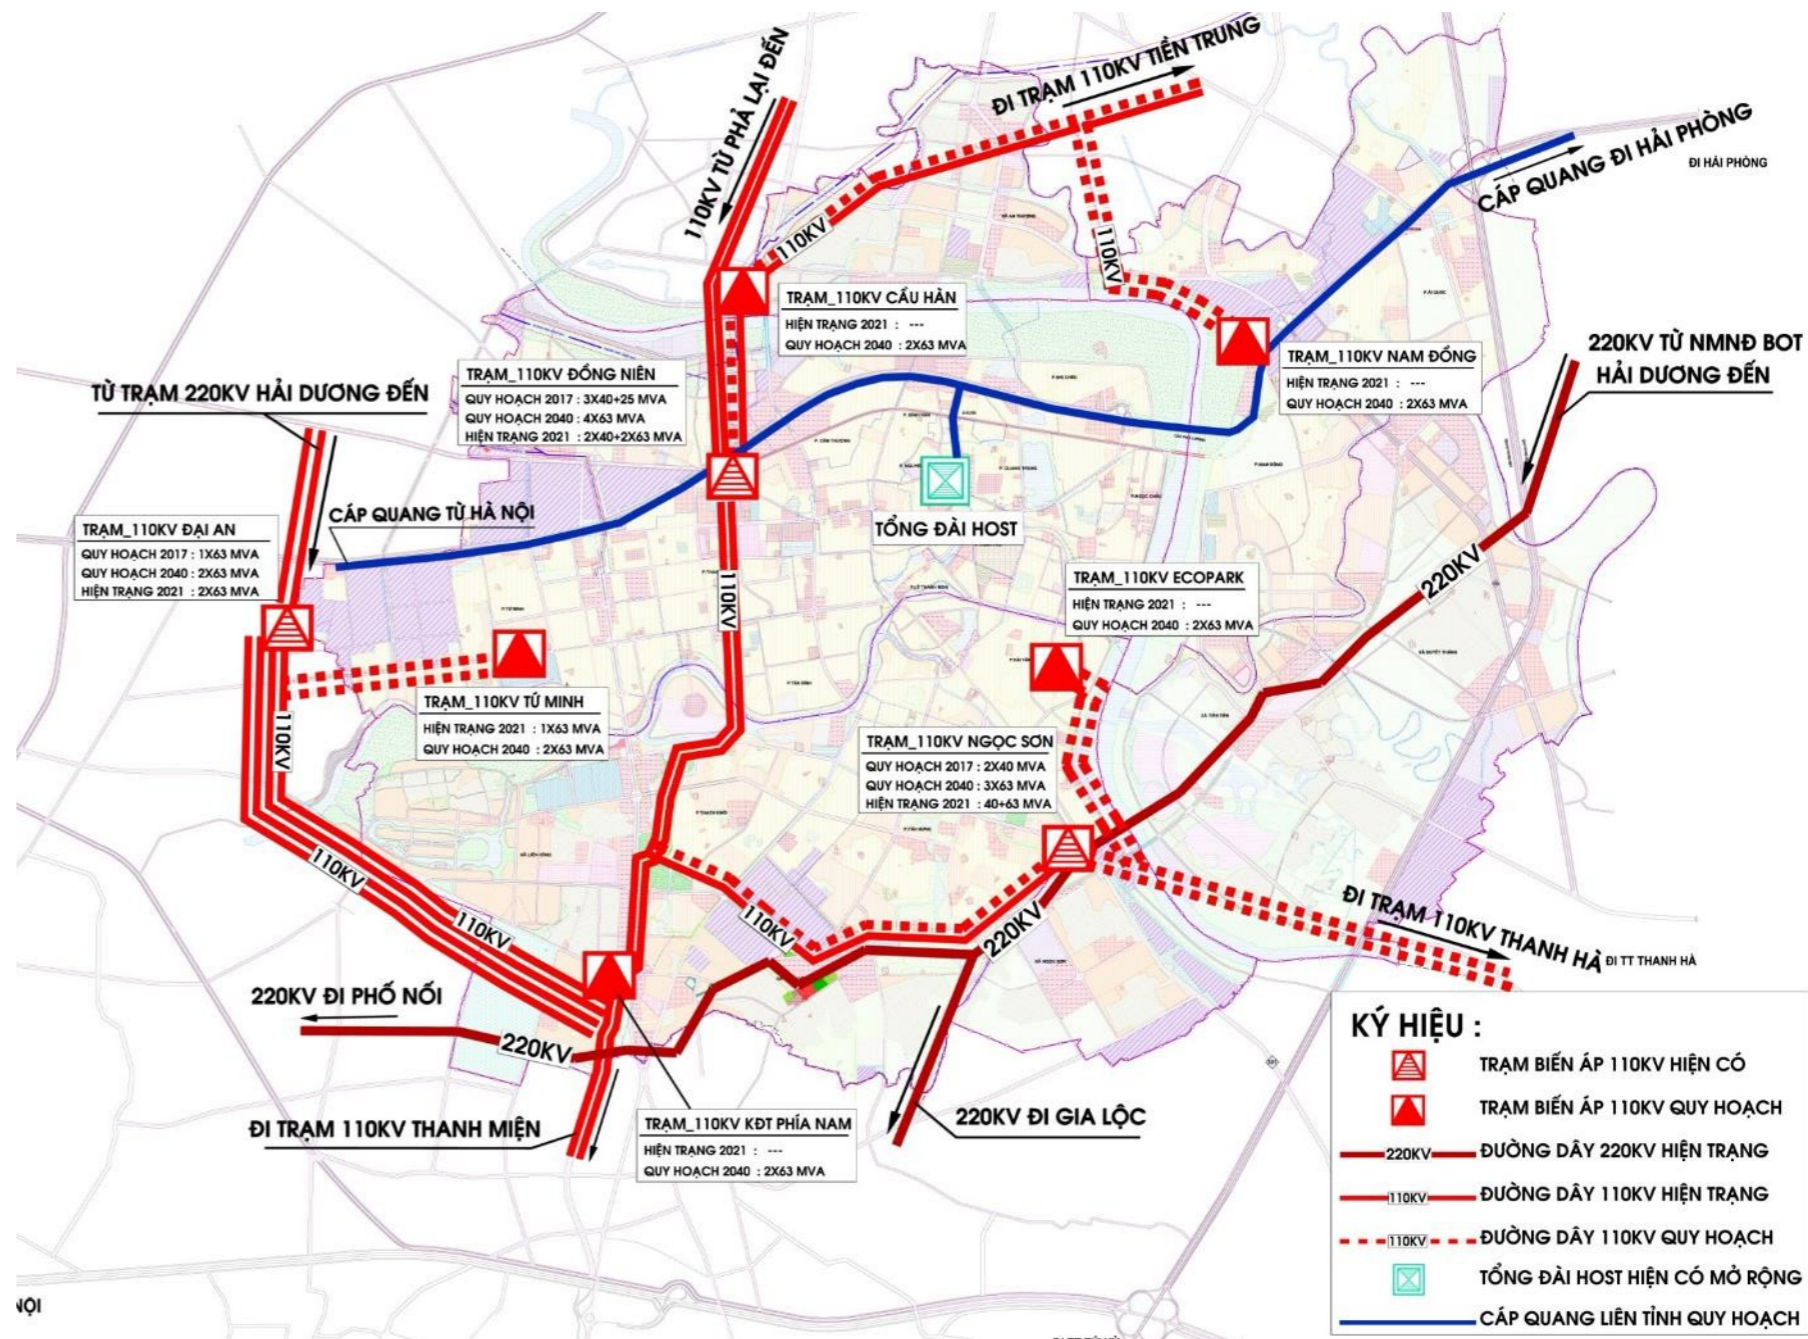 110KV TỪ PHẢ LẠI ĐẾN
ĐI TRẠM 110KV TIỀN TRUNG
CÁP QUANG ĐI HẢI PHÒNG
ĐI HẢI PHÒNG
110KV
110KV
TRẠM_110KV CẦU HÀN
HIỆN TRẠNG 2021 : ---
QUY HOẠCH 2040 : 2X63 MVA
TRẠM_110KV NAM ĐỒNG
HIỆN TRẠNG 2021 : ---
QUY HOẠCH 2040 : 2X63 MVA
220KV TỪ NMNĐ BOT
HẢI DƯƠNG ĐẾN
TRẠM_110KV ĐỒNG NIÊN
QUY HOẠCH 2017 : 3X40+25 MVA
QUY HOẠCH 2040 : 4X63 MVA
HIỆN TRẠNG 2021 : 2X40+2X63 MVA
TỪ TRẠM 220KV HẢI DƯƠNG ĐẾN
CÁP QUANG TỪ HÀ NỘI
TỔNG ĐÀI HOST
TRẠM_110KV ĐẠI AN
QUY HOẠCH 2017 : 1X63 MVA
QUY HOẠCH 2040 : 2X63 MVA
HIỆN TRẠNG 2021 : 2X63 MVA
110KV
220KV
TRẠM_110KV ECOPARK
HIỆN TRẠNG 2021 : ---
QUY HOẠCH 2040 : 2X63 MVA
TRẠM_110KV TỨ MINH
HIỆN TRẠNG 2021 : 1X63 MVA
QUY HOẠCH 2040 : 2X63 MVA
110KV
TRẠM_110KV NGỌC SƠN
QUY HOẠCH 2017 : 2X40 MVA
QUY HOẠCH 2040 : 3X63 MVA
HIỆN TRẠNG 2021 : 40+63 MVA
110KV
110KV
110KV
220KV
ĐI TRẠM 110KV THANH HÀ
ĐI TT THANH HÀ
220KV ĐI PHỐ NỐI
220KV
ĐI TRẠM 110KV THANH MIỆN
TRẠM_110KV KĐT PHÍA NAM
HIỆN TRẠNG 2021 : ---
QUY HOẠCH 2040 : 2X63 MVA
220KV ĐI GIA LỘC
KÝ HIỆU :
TRẠM BIẾN ÁP 110KV HIỆN CÓ
TRẠM BIẾN ÁP 110KV QUY HOẠCH
220KV ĐƯỜNG DÂY 220KV HIỆN TRẠNG
110KV ĐƯỜNG DÂY 110KV HIỆN TRẠNG
110KV ĐƯỜNG DÂY 110KV QUY HOẠCH
TỔNG ĐÀI HOST HIỆN CÓ MỞ RỘNG
CÁP QUANG LIÊN TỈNH QUY HOẠCH
NỘI